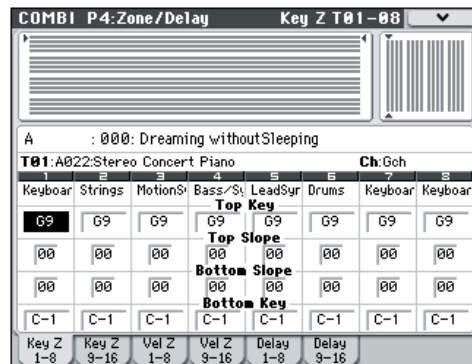 COMBI P4:Zone/Delay Key Z T01-08
A : 000: Dreaming withoutSleeping
T01:A022:Stereo Concert Piano Ch:Gch
1 2 3 4 5 6 7 8
Keyboar Strings MotionSy Bass/Sy LeadSyr Drums Keyboar Keyboar
Top Key
G9 G9 G9 G9 G9 G9 G9 G9
Top Slope
00 00 00 00 00 00 00 00
Bottom Slope
00 00 00 00 00 00 00 00
Bottom Key
C-1 C-1 C-1 C-1 C-1 C-1 C-1 C-1
Key Z 1-8 Key Z 9-16 Vel Z 1-8 Vel Z 9-16 Delay 1-8 Delay 9-16